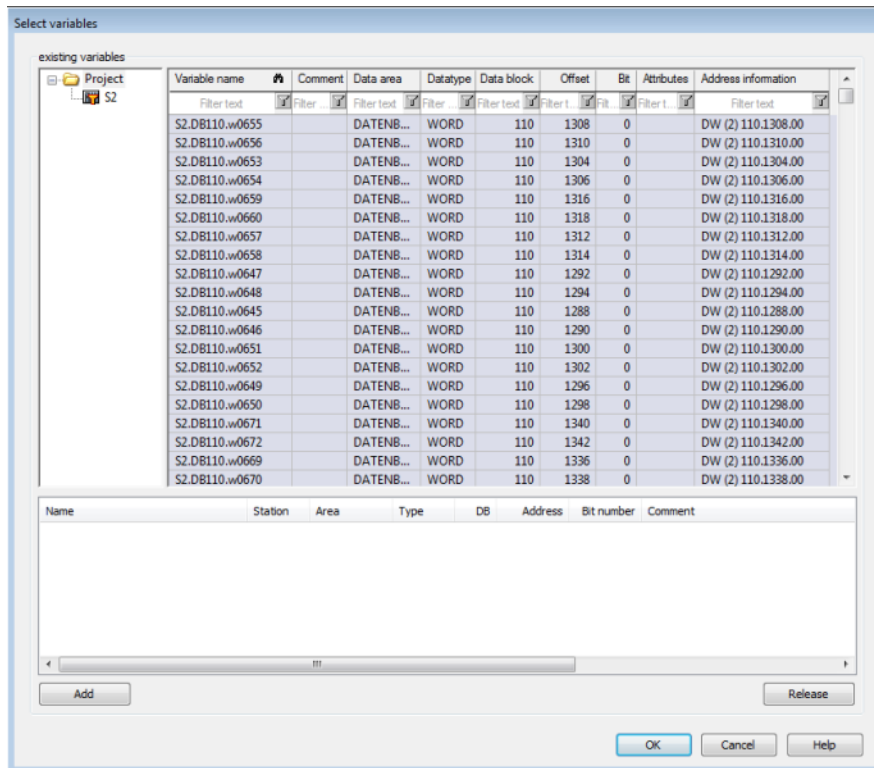 Select variables
existing variables
Project
S2
Variable name Comment Data area Datatype Data block Offset Bit Attributes Address information
Filter text Filter ... Filter text Filter ... Filter text Filter t... Filt... Filter t... Filter text
S2.DB110.w0655 DATENB... WORD 110 1308 0 DW (2) 110.1308.00
S2.DB110.w0656 DATENB... WORD 110 1310 0 DW (2) 110.1310.00
S2.DB110.w0653 DATENB... WORD 110 1304 0 DW (2) 110.1304.00
S2.DB110.w0654 DATENB... WORD 110 1306 0 DW (2) 110.1306.00
S2.DB110.w0659 DATENB... WORD 110 1316 0 DW (2) 110.1316.00
S2.DB110.w0660 DATENB... WORD 110 1318 0 DW (2) 110.1318.00
S2.DB110.w0657 DATENB... WORD 110 1312 0 DW (2) 110.1312.00
S2.DB110.w0658 DATENB... WORD 110 1314 0 DW (2) 110.1314.00
S2.DB110.w0647 DATENB... WORD 110 1292 0 DW (2) 110.1292.00
S2.DB110.w0648 DATENB... WORD 110 1294 0 DW (2) 110.1294.00
S2.DB110.w0645 DATENB... WORD 110 1288 0 DW (2) 110.1288.00
S2.DB110.w0646 DATENB... WORD 110 1290 0 DW (2) 110.1290.00
S2.DB110.w0651 DATENB... WORD 110 1300 0 DW (2) 110.1300.00
S2.DB110.w0652 DATENB... WORD 110 1302 0 DW (2) 110.1302.00
S2.DB110.w0649 DATENB... WORD 110 1296 0 DW (2) 110.1296.00
S2.DB110.w0650 DATENB... WORD 110 1298 0 DW (2) 110.1298.00
S2.DB110.w0671 DATENB... WORD 110 1340 0 DW (2) 110.1340.00
S2.DB110.w0672 DATENB... WORD 110 1342 0 DW (2) 110.1342.00
S2.DB110.w0669 DATENB... WORD 110 1336 0 DW (2) 110.1336.00
S2.DB110.w0670 DATENB... WORD 110 1338 0 DW (2) 110.1338.00
Name Station Area Type DB Address Bit number Comment
Add Release
OK Cancel Help